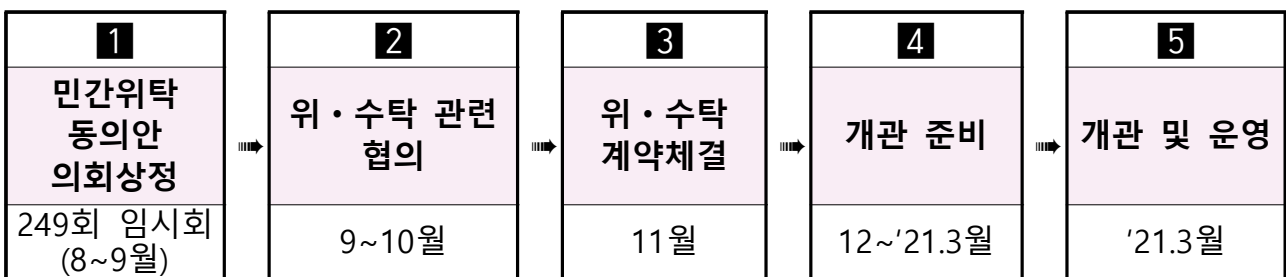 1
민간위탁
동의안
의회상정
249회 임시회
(8~9월)
➠
2
위・수탁 관련
협의
9~10월
➠
3
위・수탁
계약체결
11월
➠
4
개관 준비
12~'21.3월
➠
5
개관 및 운영
'21.3월